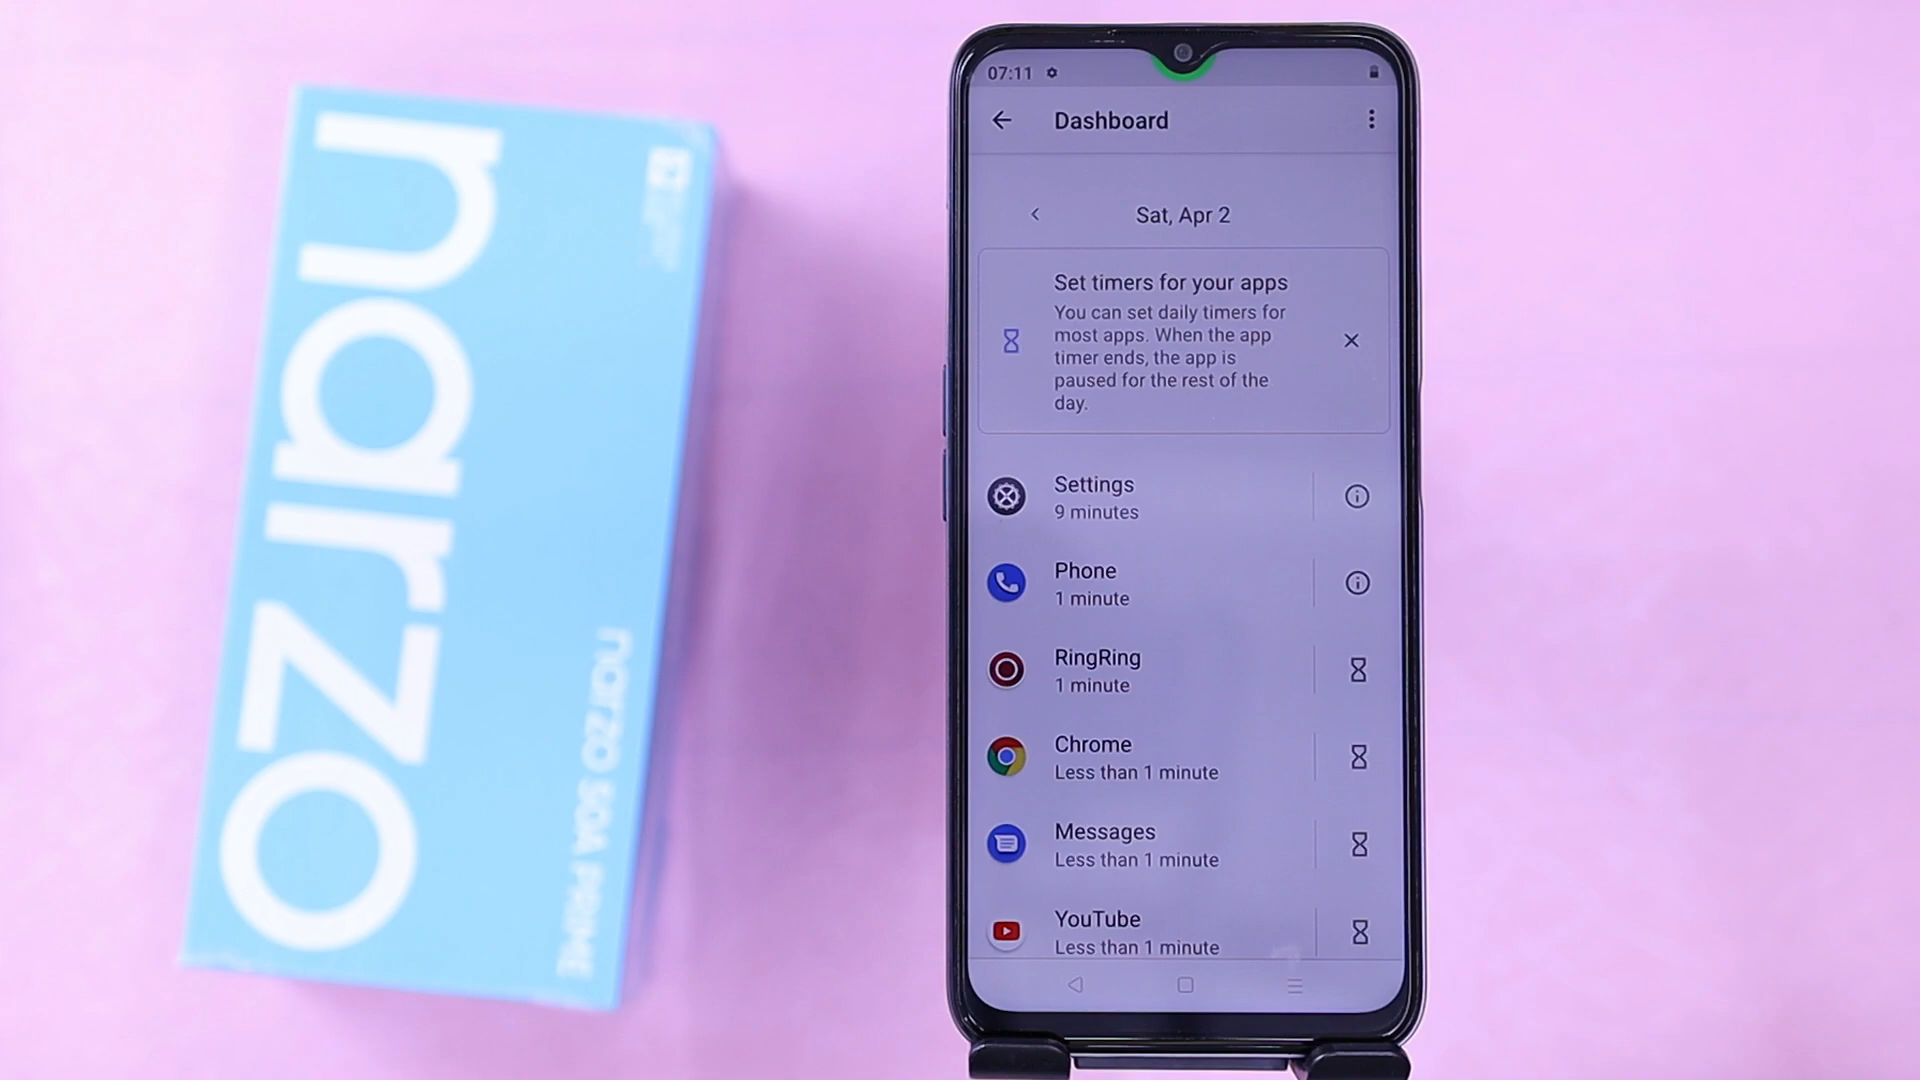 narzo
narzo 50A PRIME
07:11
Dashboard
Sat, Apr 2
Set timers for your apps
You can set daily timers for
most apps. When the app
timer ends, the app is
paused for the rest of the
day.
Settings
9 minutes
Phone
1 minute
RingRing
1 minute
Chrome
Less than 1 minute
Messages
Less than 1 minute
YouTube
Less than 1 minute